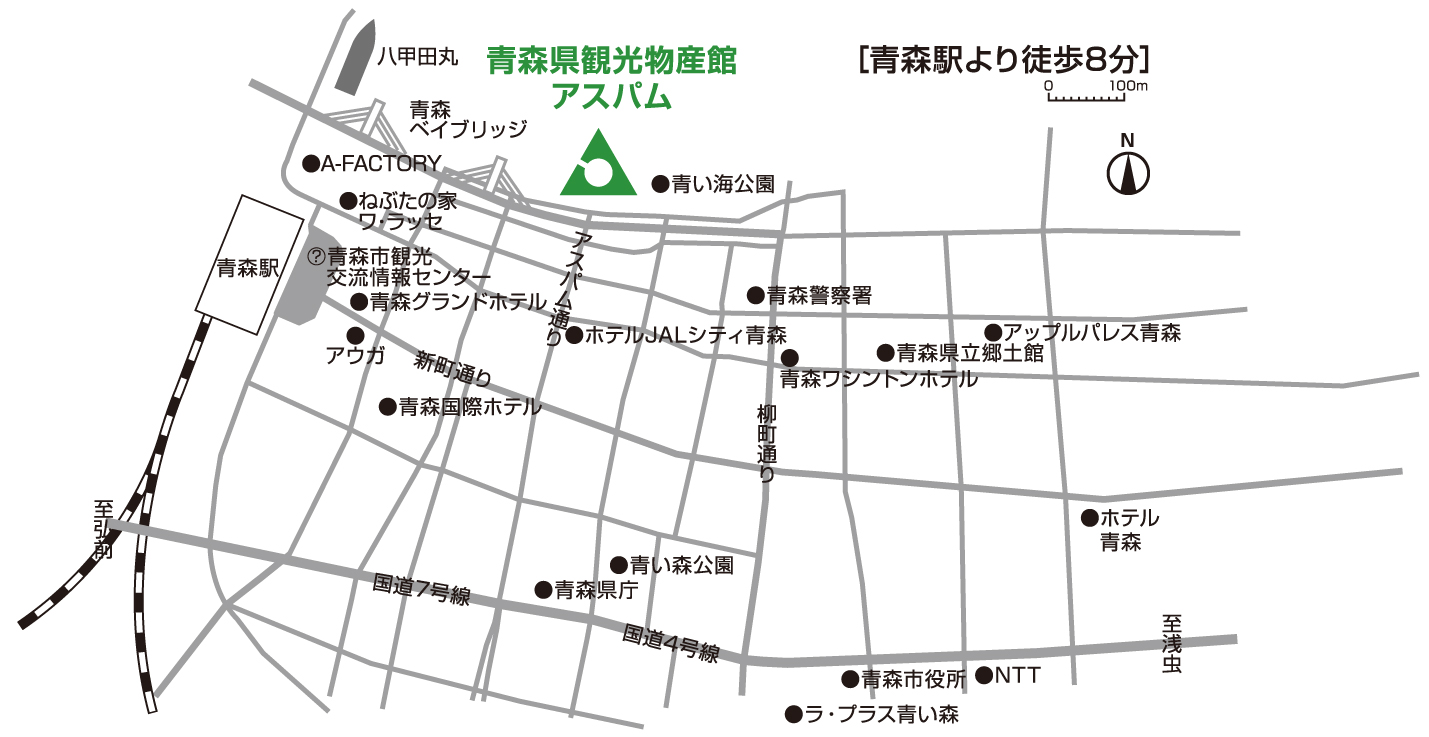 八甲田丸
青森県観光物産館
アスパム
[青森駅より徒歩8分]
0 100m
青森
ベイブリッジ
N
A-FACTORY
青い海公園
ねぶたの家
ワ・ラッセ
青森駅
?青森市観光
交流情報センター
アスパム通り
青森グランドホテル
青森警察署
アウガ
ホテルJALシティ青森
アップルパレス青森
青森県立郷土館
新町通り
青森ワシントンホテル
青森国際ホテル
柳町通り
至弘前
ホテル
青森
青い森公園
青森県庁
国道7号線
国道4号線
至浅虫
青森市役所
NTT
ラ・プラス青い森